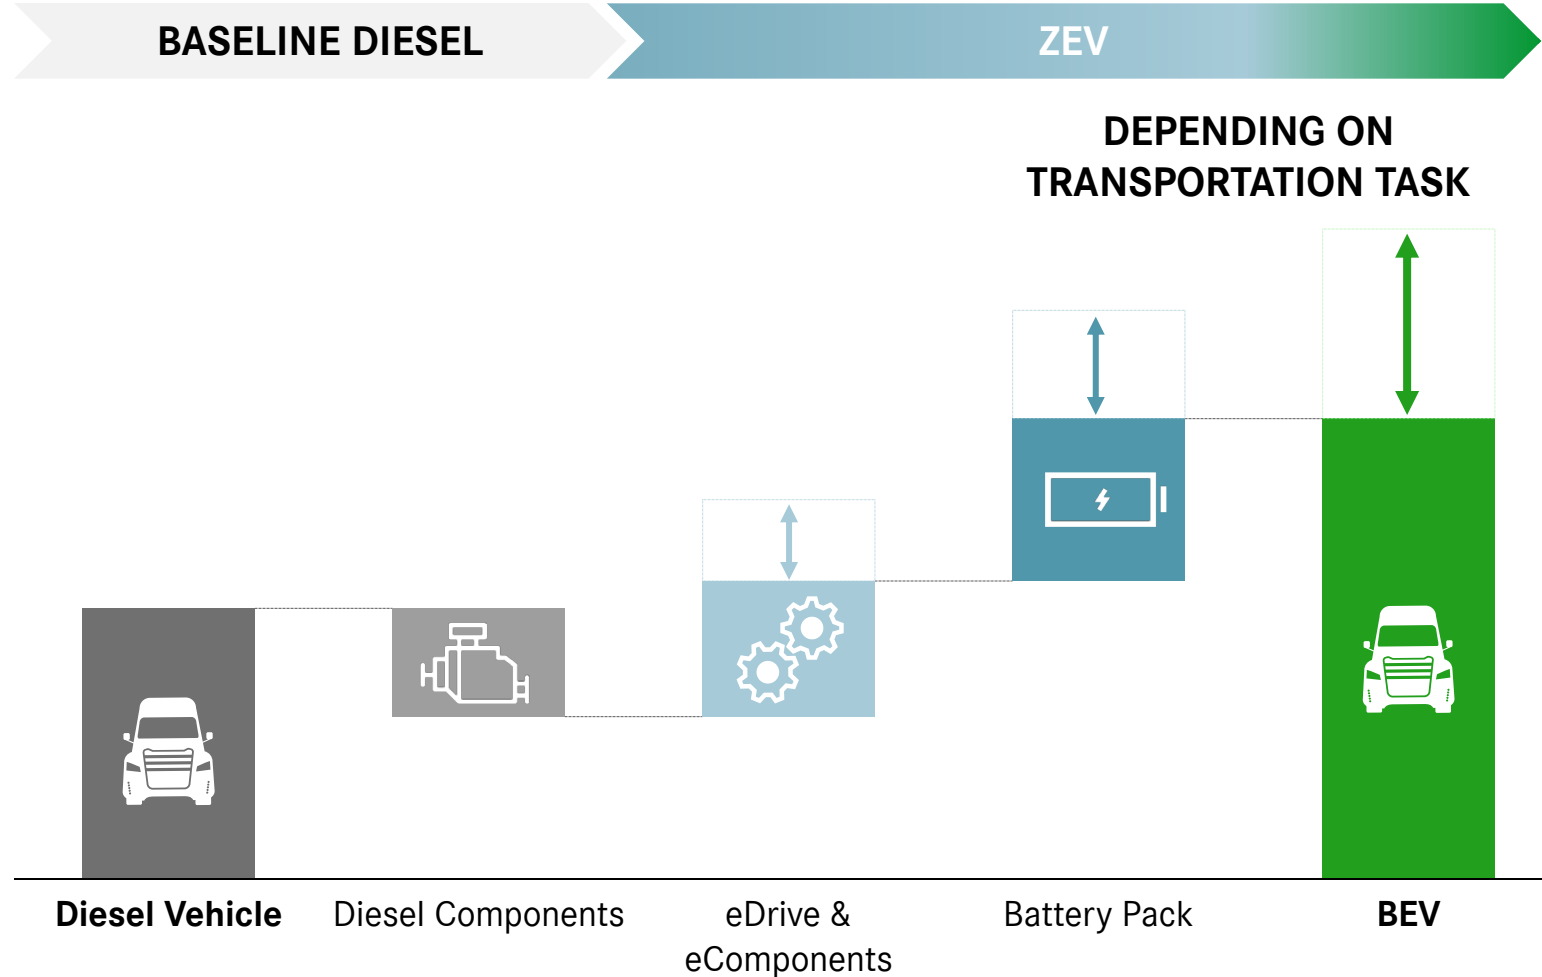 BASELINE DIESEL
ZEV
DEPENDING ON
TRANSPORTATION TASK
Diesel Vehicle
Diesel Components
eDrive &
eComponents
Battery Pack
BEV